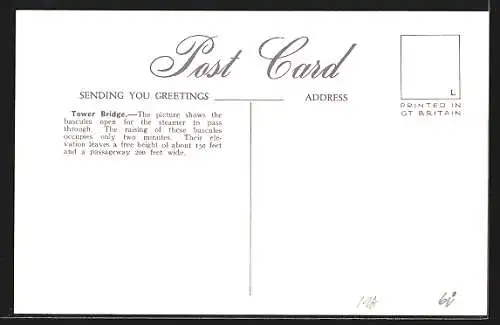 Post Card
SENDING YOU GREETINGS
ADDRESS
L
PRINTED IN
GT BRITAIN
Tower Bridge.—The picture shows the
bascules open for the steamer to pass
through. The raising of these bascules
occupies only two minutes. Their ele-
vation leaves a free height of about 150 feet
and a passageway 200 feet wide.